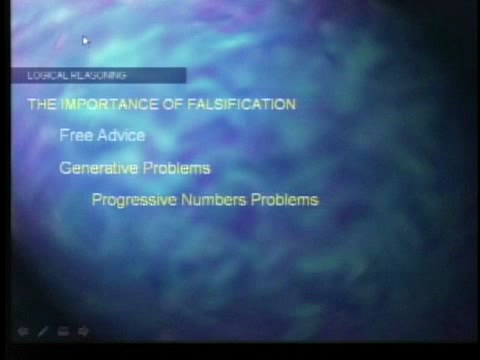 LOGICAL REASONING
THE IMPORTANCE OF FALSIFICATION
Free Advice
Generative Problems
Progressive Numbers Problems